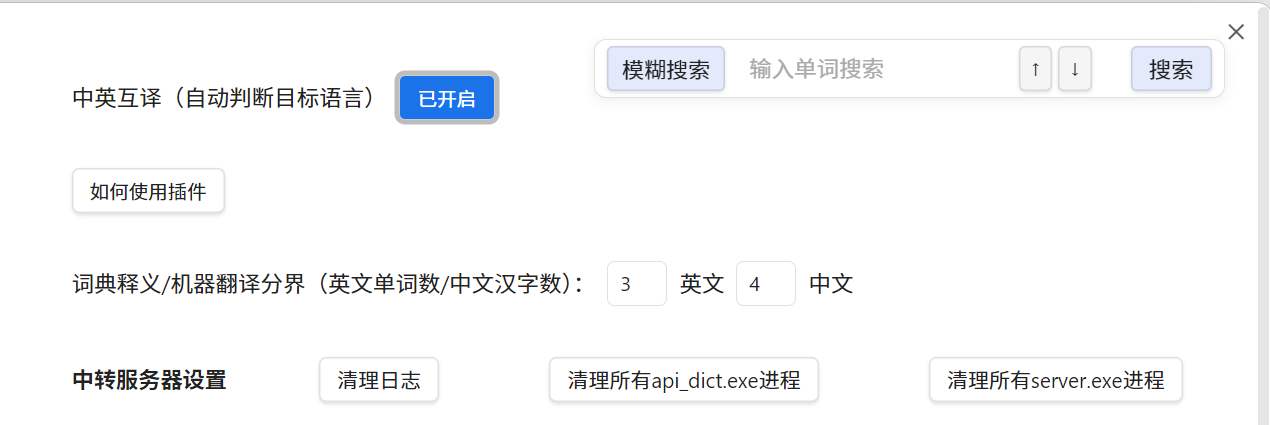 模糊搜索 输入单词搜索 ↑ ↓ 搜索
中英互译（自动判断目标语言） 已开启
如何使用插件
词典释义/机器翻译分界（英文单词数/中文汉字数）： 3 英文 4 中文
中转服务器设置 清理日志 清理所有api_dict.exe进程 清理所有server.exe进程